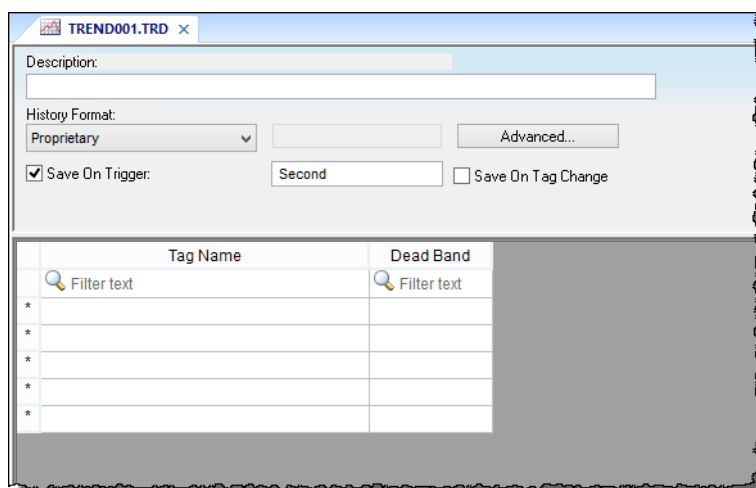 TREND001.TRD
Description:
History Format:
Proprietary Advanced...
Save On Trigger: Second Save On Tag Change
Tag Name Dead Band
Filter text Filter text
*
*
*
*
*